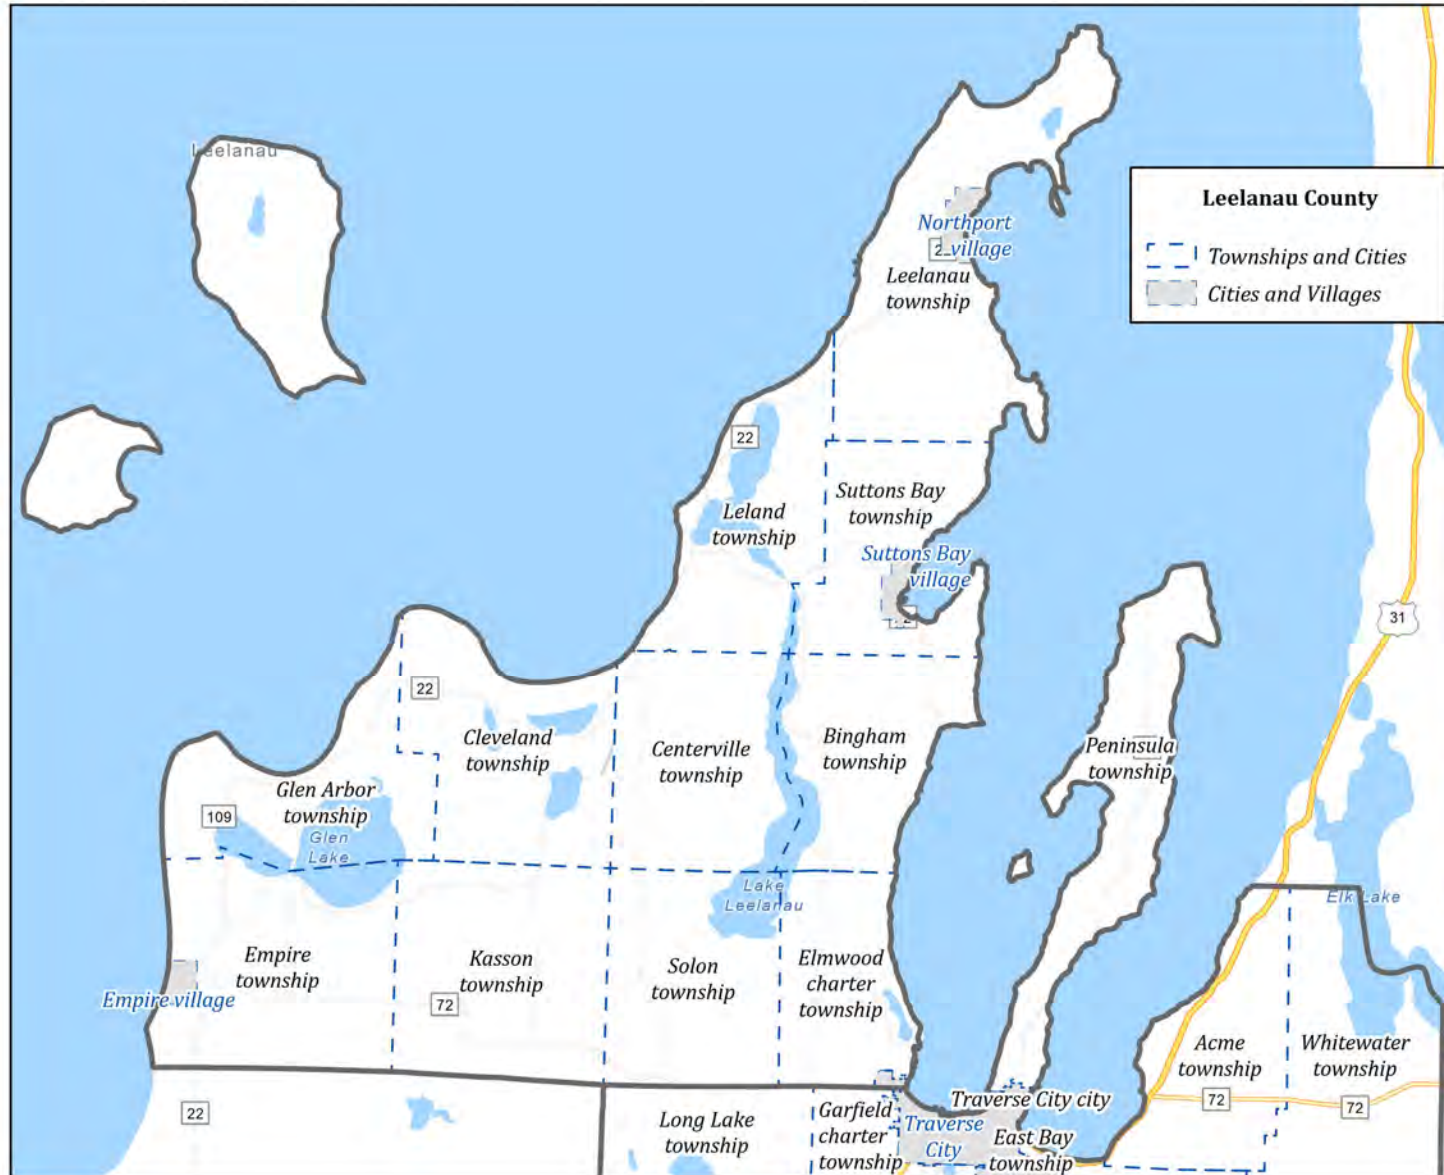 Leelanau
Leelanau County
Townships and Cities
Cities and Villages
Northport
village
Leelanau
township
22
Leland
township
Suttons Bay
township
Suttons Bay
village
31
22
Cleveland
township
Centerville
township
Bingham
township
Peninsula
township
Glen Arbor
township
109
Glen
Lake
Lake
Leelanau
Elk Lake
Empire
township
Kasson
township
Solon
township
Elmwood
charter
township
Empire village
72
Acme
township
Whitewater
township
22
Long Lake
township
Garfield
charter
township
Traverse
City
Traverse City city
East Bay
township
72
72